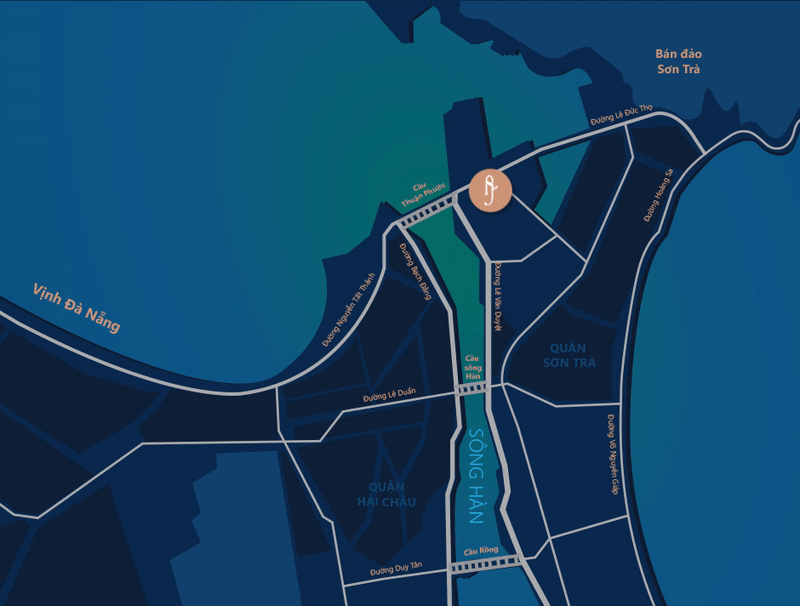 Bán đảo
Sơn Trà
Đường Lê Đức Thọ
Cầu
Thuận Phước
Đường Hoàng Sa
Đường Bạch Đằng
Đường Lê Văn Duyệt
Đường Nguyễn Tất Thành
Vịnh Đà Nẵng
QUẬN
SƠN TRÀ
Cầu
sông
Hàn
Đường Lê Duẩn
Đường Võ Nguyên Giáp
SÔNG HÀN
QUẬN
HẢI CHÂU
Cầu Rồng
Đường Duy Tân